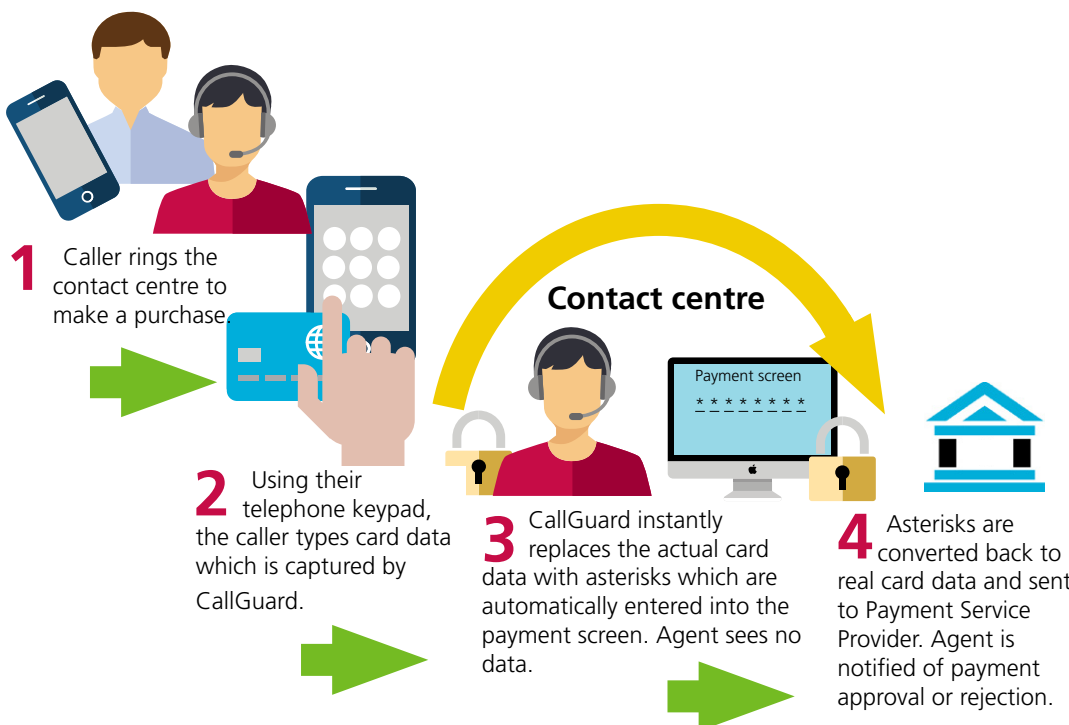 1 Caller rings the
contact centre to
make a purchase.
2 Using their
telephone keypad,
the caller types card data
which is captured by
CallGuard.
Contact centre
Payment screen
* * * * * * * *
3 CallGuard instantly
replaces the actual card
data with asterisks which are
automatically entered into the
payment screen. Agent sees no
data.
4 Asterisks are
converted back to
real card data and sent
to Payment Service
Provider. Agent is
notified of payment
approval or rejection.